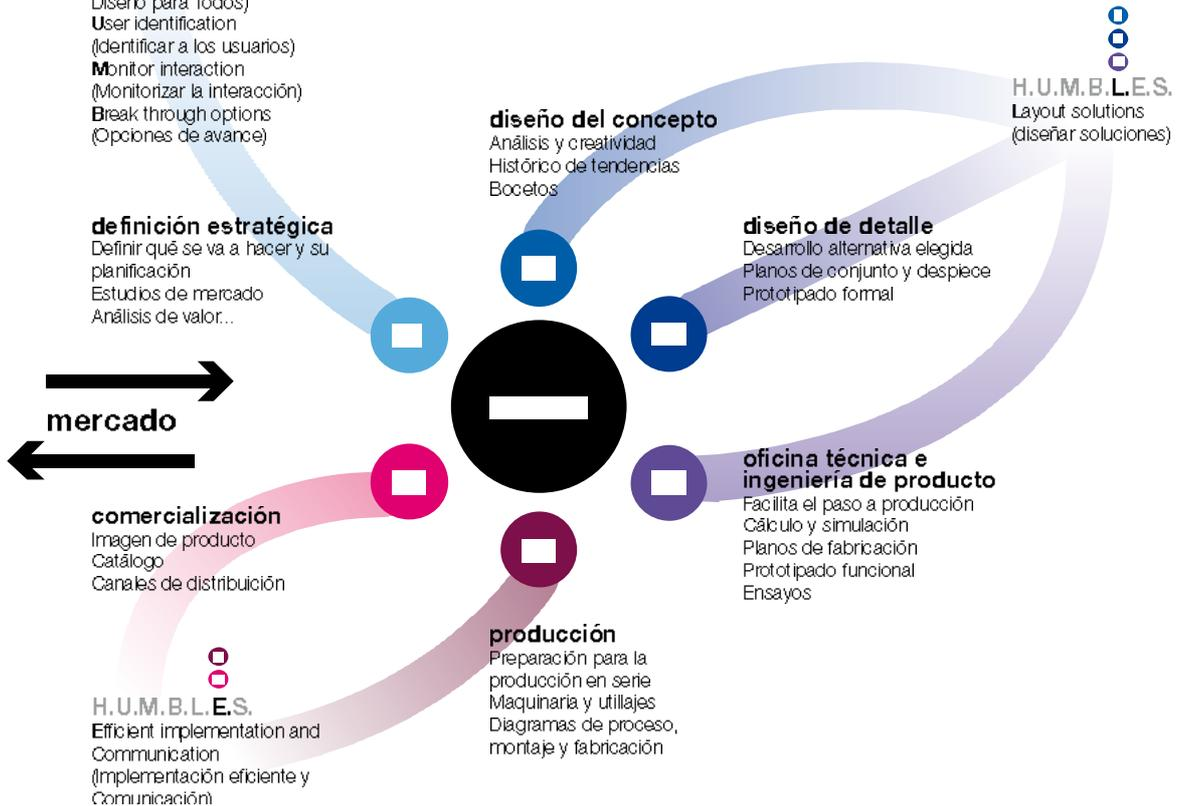 Diseño para Todos)
User identification
(Identificar a los usuarios)
Monitor interaction
(Monitorizar la interacción)
Break through options
(Opciones de avance)
H.U.M.B.L.E.S.
Layout solutions
(diseñar soluciones)
diseño del concepto
Análisis y creatividad
Histórico de tendencias
Bocetos
definición estratégica
Definir qué se va a hacer y su
planificación
Estudios de mercado
Análisis de valor...
diseño de detalle
Desarrollo alternativa elegida
Planos de conjunto y despiece
Prototipado formal
mercado
oficina técnica e
ingeniería de producto
Facilita el paso a producción
Cálculo y simulación
Planos de fabricación
Prototipado funcional
Ensayos
comercialización
Imagen de producto
Catálogo
Canales de distribuición
producción
Preparación para la
producción en serie
Maquinaria y utillajes
Diagramas de proceso,
montaje y fabricación
H.U.M.B.L.E.S.
Efficient implementation and
Communication
(Implementación eficiente y
Comunicación)